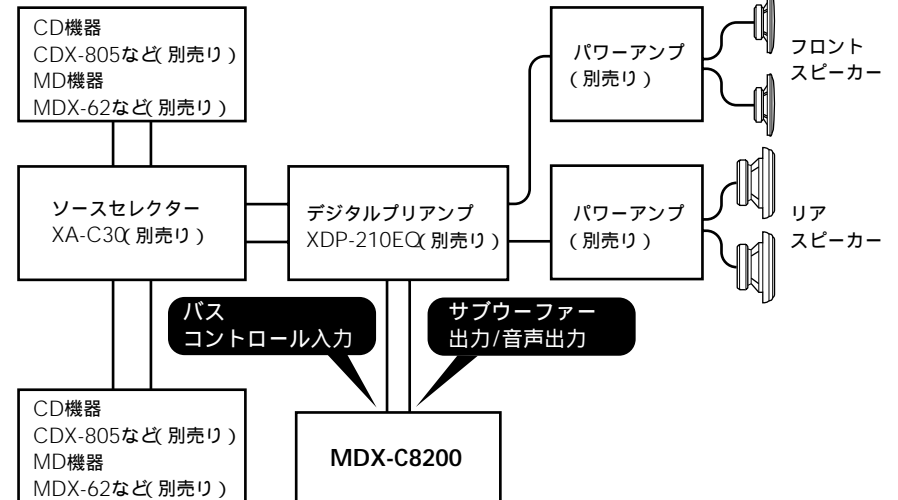 CD機器
CDX-805など(別売り)
MD機器
MDX-62など(別売り)
パワーアンプ
(別売り)
フロント
スピーカー
ソースセレクター
XA-C30(別売り)
デジタルプリアンプ
XDP-210EQ(別売り)
パワーアンプ
(別売り)
リア
スピーカー
バス
コントロール入力
サブウーファー
出力/音声出力
CD機器
CDX-805など(別売り)
MD機器
MDX-62など(別売り)
MDX-C8200